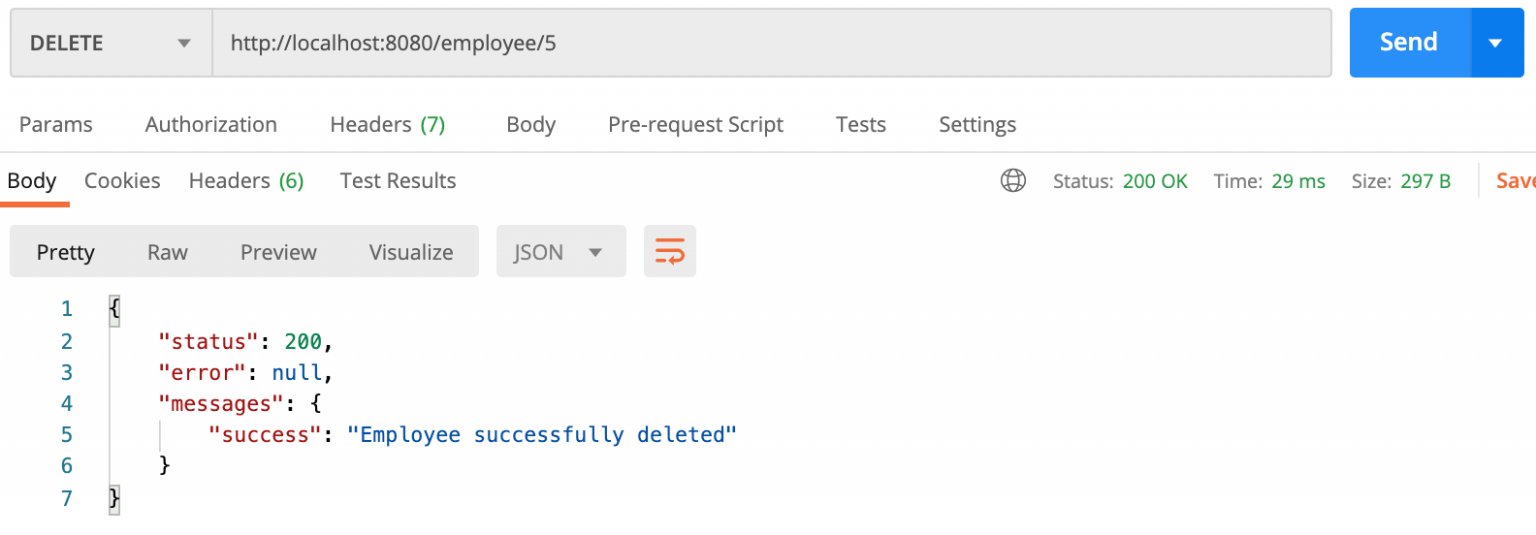 DELETE http://localhost:8080/employee/5 Send
Params Authorization Headers (7) Body Pre-request Script Tests Settings
Body Cookies Headers (6) Test Results Status: 200 OK Time: 29 ms Size: 297 B Save
Pretty Raw Preview Visualize JSON
1 {
2 "status": 200,
3 "error": null,
4 "messages": {
5 "success": "Employee successfully deleted"
6 }
7 }